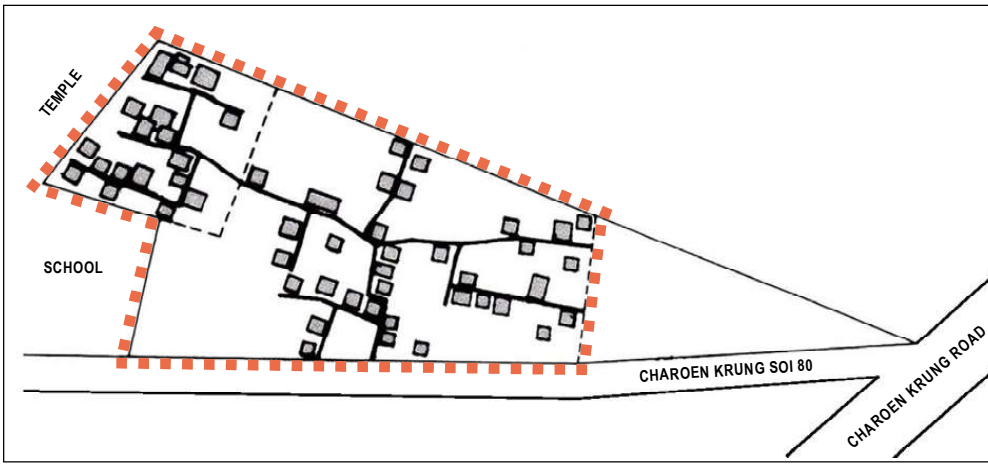 TEMPLE
SCHOOL
CHAROEN KRUNG SOI 80
CHAROEN KRUNG ROAD